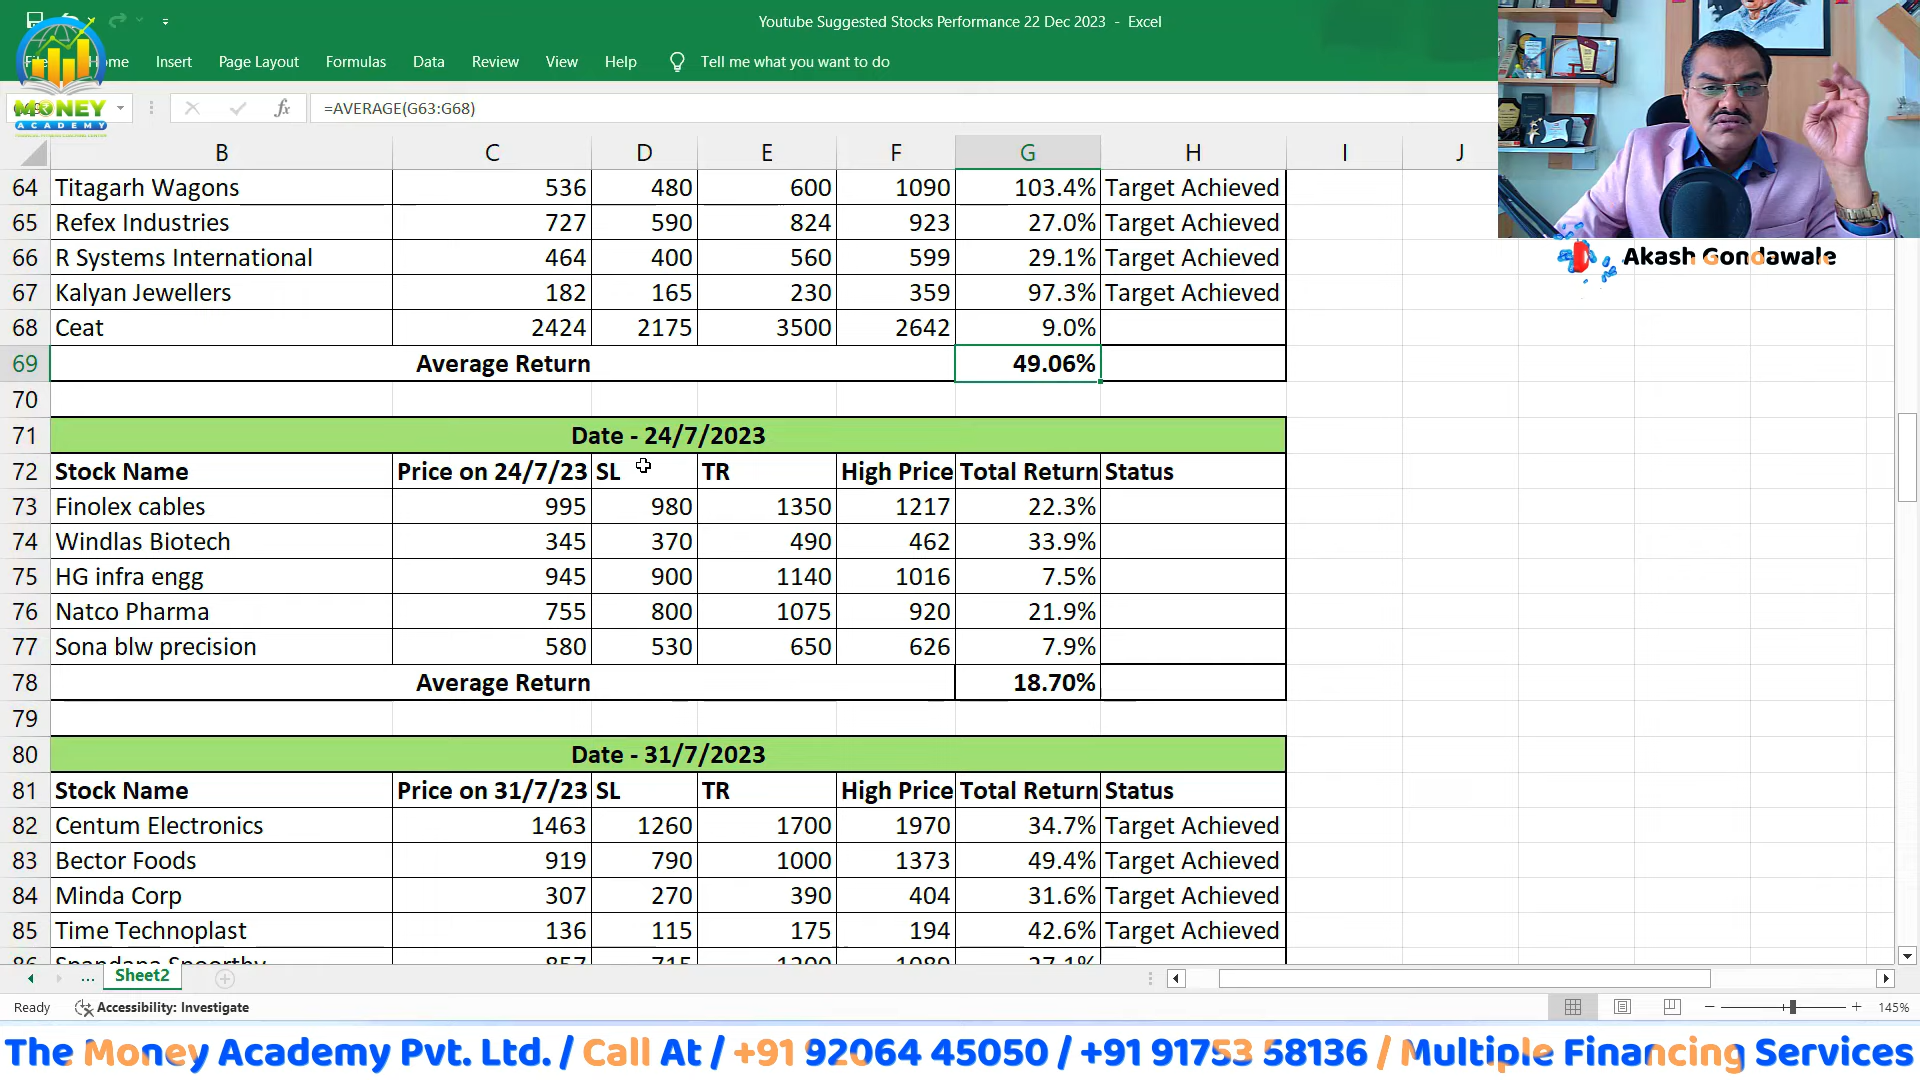 Youtube Suggested Stocks Performance 22 Dec 2023 - Excel
Home Insert Page Layout Formulas Data Review View Help Tell me what you want to do
MONEY
ACADEMY
fx =AVERAGE(G63:G68)
B C D E F G H I J
64 Titagarh Wagons 536 480 600 1090 103.4% Target Achieved
65 Refex Industries 727 590 824 923 27.0% Target Achieved
66 R Systems International 464 400 560 599 29.1% Target Achieved
67 Kalyan Jewellers 182 165 230 359 97.3% Target Achieved
68 Ceat 2424 2175 3500 2642 9.0%
69 Average Return 49.06%
70
71 Date - 24/7/2023
72 Stock Name Price on 24/7/23 SL TR High Price Total Return Status
73 Finolex cables 995 980 1350 1217 22.3%
74 Windlas Biotech 345 370 490 462 33.9%
75 HG infra engg 945 900 1140 1016 7.5%
76 Natco Pharma 755 800 1075 920 21.9%
77 Sona blw precision 580 530 650 626 7.9%
78 Average Return 18.70%
79
80 Date - 31/7/2023
81 Stock Name Price on 31/7/23 SL TR High Price Total Return Status
82 Centum Electronics 1463 1260 1700 1970 34.7% Target Achieved
83 Bector Foods 919 790 1000 1373 49.4% Target Achieved
84 Minda Corp 307 270 390 404 31.6% Target Achieved
85 Time Technoplast 136 115 175 194 42.6% Target Achieved
Akash Gondawale
... Sheet2
Ready Accessibility: Investigate 145%
The Money Academy Pvt. Ltd. / Call At / +91 92064 45050 / +91 91753 58136 / Multiple Financing Services